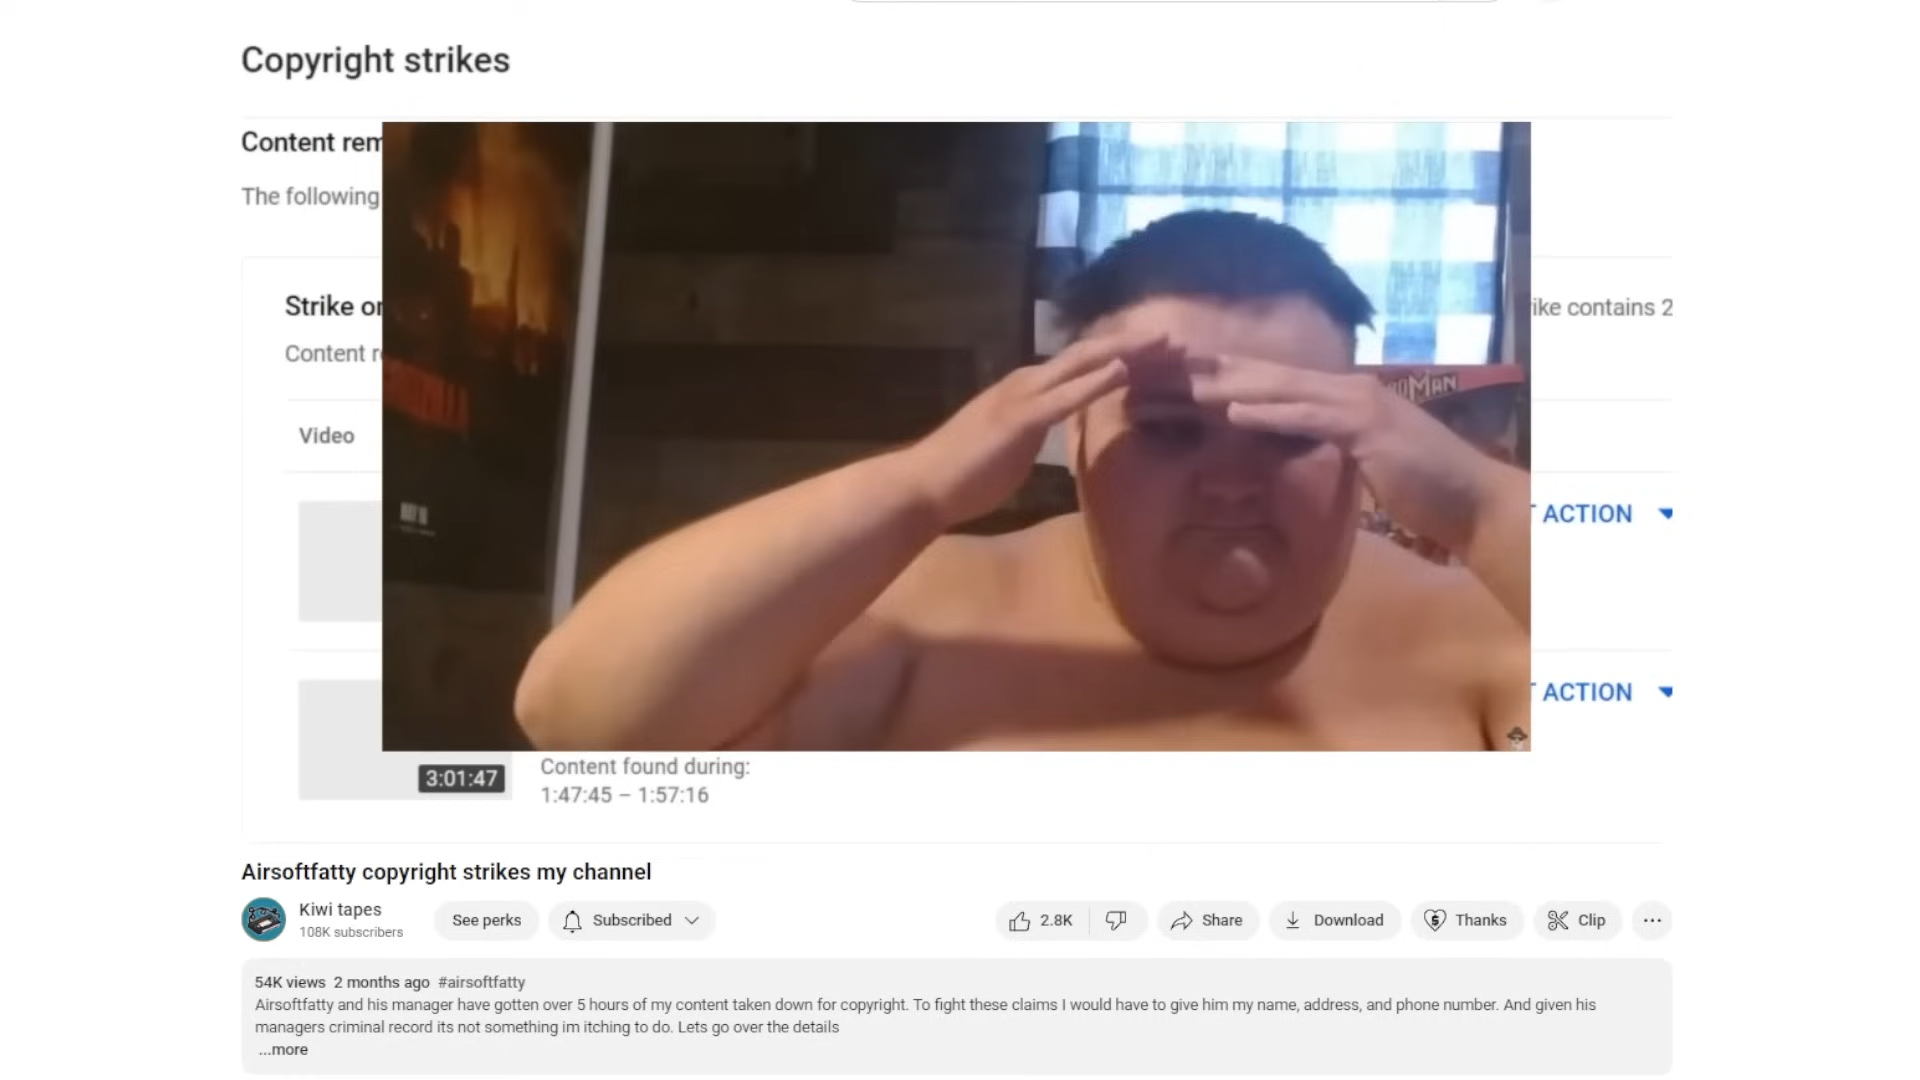 Copyright strikes
Content rem
The following
Strike or
ike contains 2
Content r
Video
ACTION
ACTION
3:01:47
Content found during:
1:47:45 – 1:57:16
Airsoftfatty copyright strikes my channel
Kiwi tapes
108K subscribers
See perks
Subscribed
2.8K
Share
Download
Thanks
Clip
54K views 2 months ago #airsoftfatty
Airsoftfatty and his manager have gotten over 5 hours of my content taken down for copyright. To fight these claims I would have to give him my name, address, and phone number. And given his
managers criminal record its not something im itching to do. Lets go over the details
...more